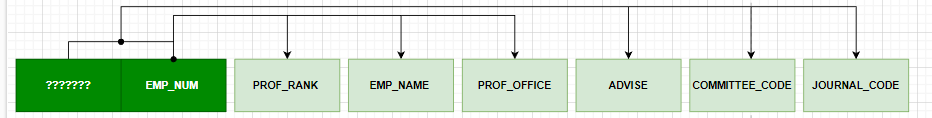 ??????? EMP_NUM PROF_RANK EMP_NAME PROF_OFFICE ADVISE COMMITTEE_CODE JOURNAL_CODE